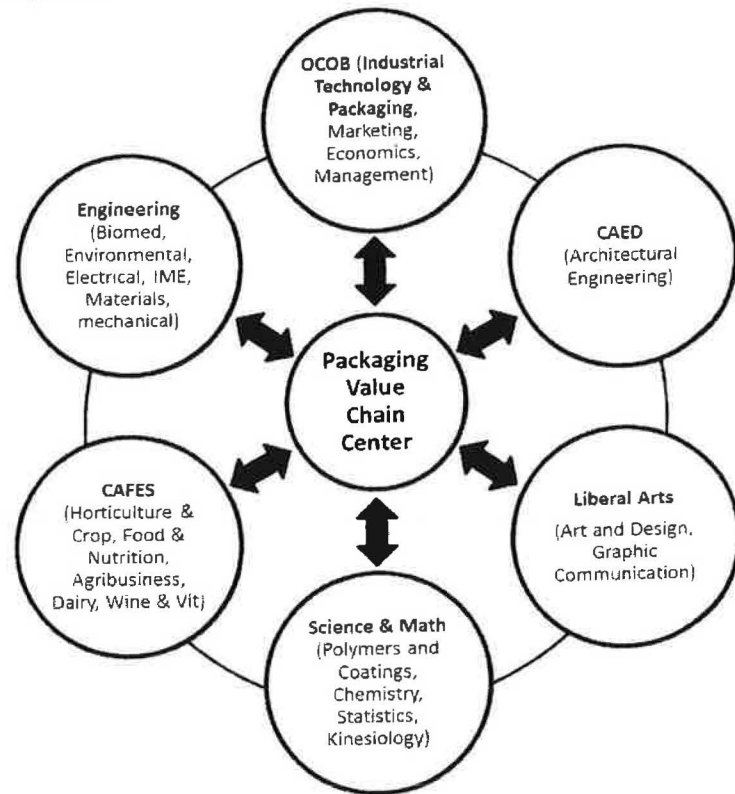 OCOB (Industrial
Technology &
Packaging,
Marketing,
Economics,
Management)
CAED
(Architectural
Engineering)
Liberal Arts
(Art and Design,
Graphic
Communication)
Science & Math
(Polymers and
Coatings,
Chemistry,
Statistics,
Kinesiology)
CAFES
(Horticulture &
Crop, Food &
Nutrition,
Agribusiness,
Dairy, Wine & Vit)
Engineering
(Biomed,
Environmental,
Electrical, IME,
Materials,
mechanical)
Packaging
Value
Chain
Center